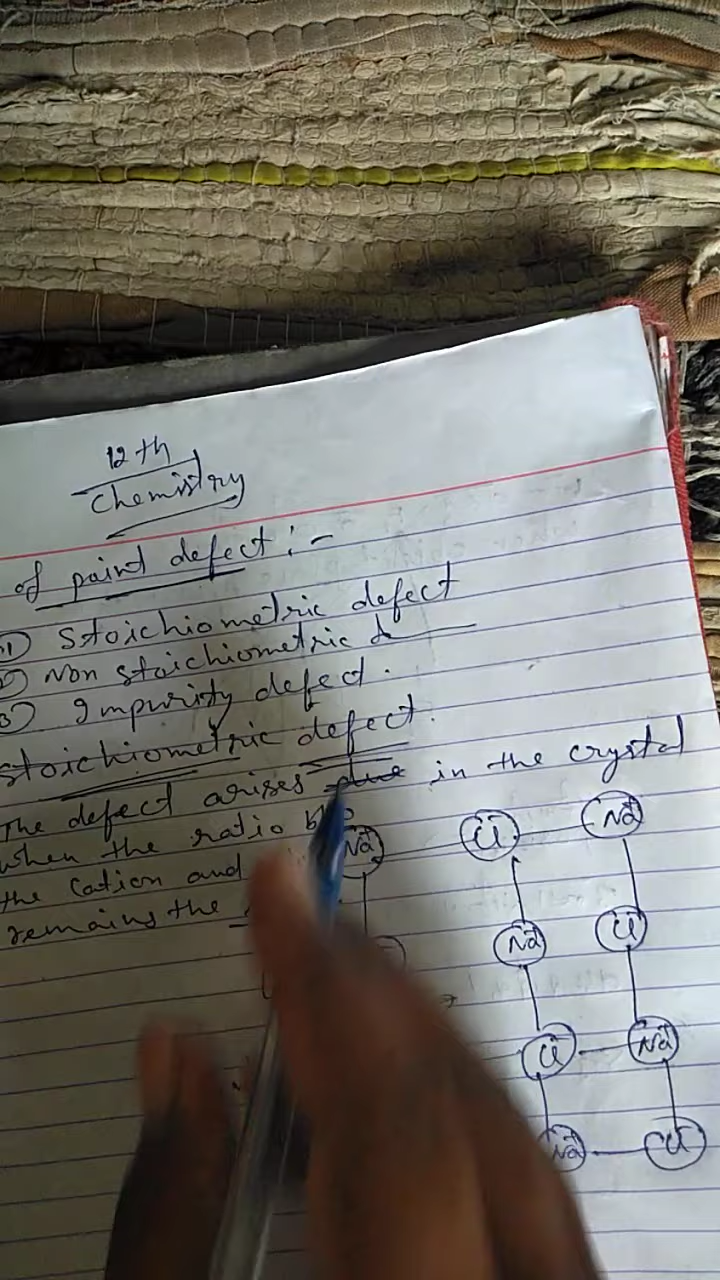 12th
Chemistry
of point defect :-
(1) Stoichiometric defect
(2) Non stoichiometric d
(3) Impurity defect.
Stoichiometric defect.
The defect arises in the crystal
when the ratio b/w
the cation and
remains the
Na Cl Na
Na Cl
Cl Na
Na Cl